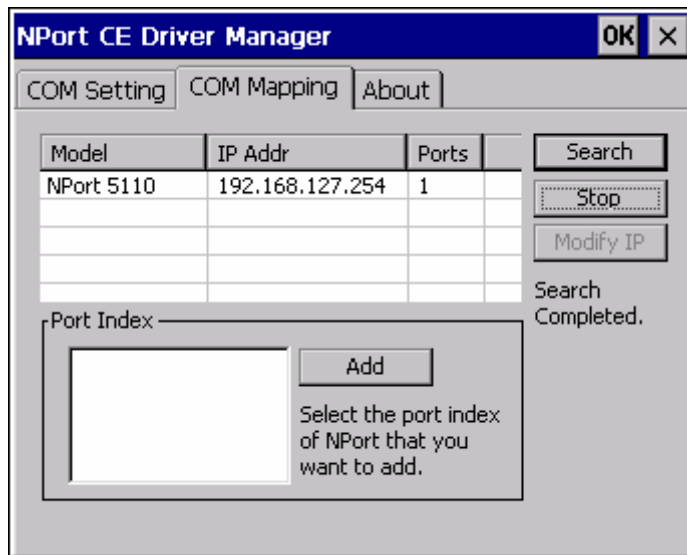 NPort CE Driver Manager OK ×
COM Setting COM Mapping About
Model IP Addr Ports
NPort 5110 192.168.127.254 1
Search
Stop
Modify IP
Search
Completed.
Port Index
Add
Select the port index
of NPort that you
want to add.